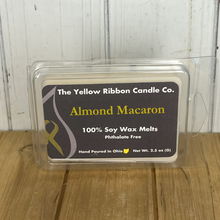 The Yellow Ribbon Candle Co.
Almond Macaron
100% Soy Wax Melts
Phthalate Free
Hand Poured in Ohio Net Wt. 2.5 oz (G)